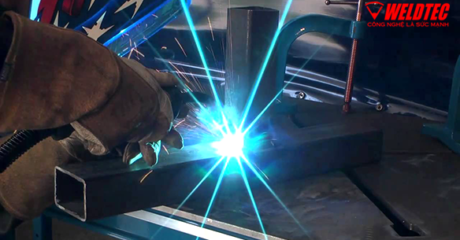 WELDTEC
CÔNG NGHỆ LÀ SỨC MẠNH